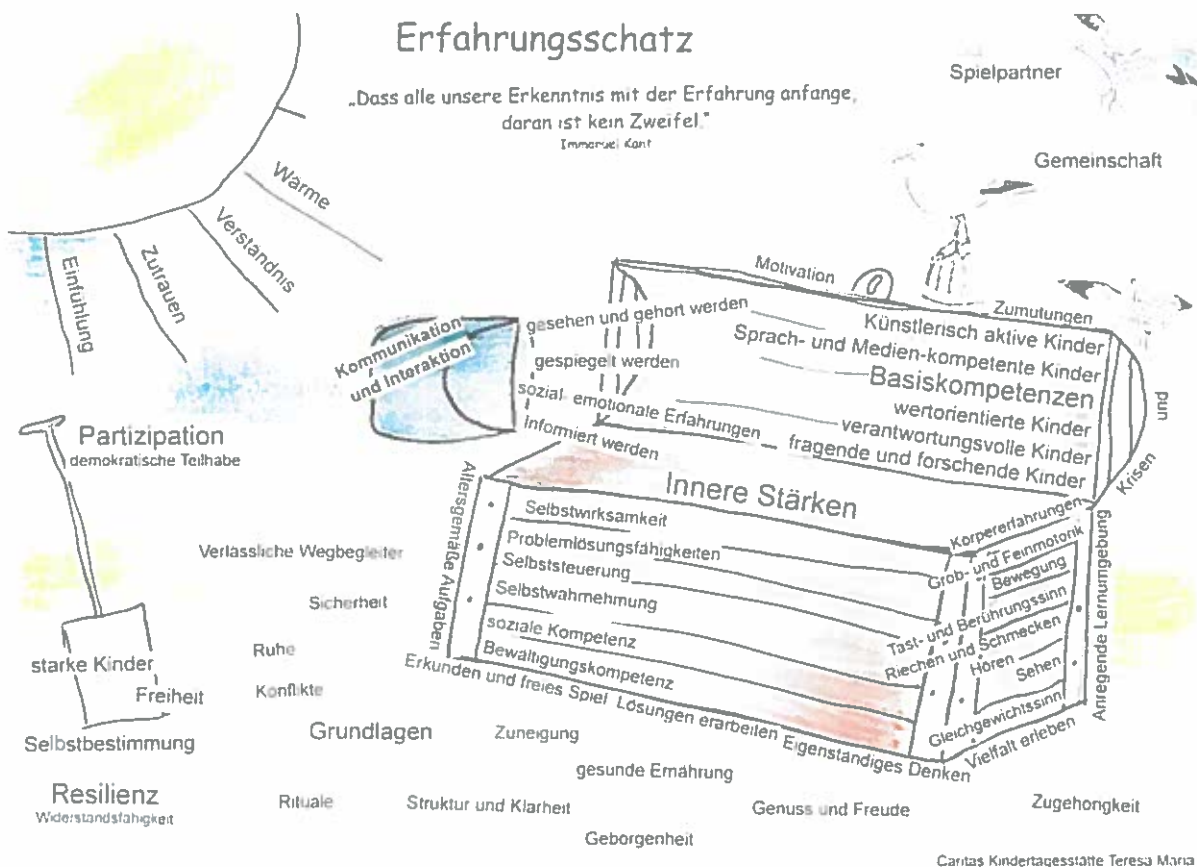 Erfahrungsschatz
„Dass alle unsere Erkenntnis mit der Erfahrung anfange,
daran ist kein Zweifel."
Immanuel Kant
Spielpartner
Gemeinschaft
Wärme
Verständnis
Zutrauen
Einfühlung
Motivation
Zumutungen
Kommunikation
und Interaktion
gesehen und gehört werden
gespiegelt werden
sozial- emotionale Erfahrungen
Informiert werden
Künstlerisch aktive Kinder
Sprach- und Medien-kompetente Kinder
Basiskompetenzen
wertorientierte Kinder
verantwortungsvolle Kinder
fragende und forschende Kinder
und
Krisen
Partizipation
demokratische Teilhabe
Innere Stärken
Selbstwirksamkeit
Problemlösungsfähigkeiten
Selbststeuerung
Selbstwahrnehmung
soziale Kompetenz
Bewältigungskompetenz
Altersgemäße Aufgaben
Erkunden und freies Spiel Lösungen erarbeiten Eigenständiges Denken
Körpererfahrungen
Grob- und Feinmotorik
Bewegung
Tast- und Berührungssinn
Riechen und Schmecken
Hören
Sehen
Gleichgewichtssinn
Vielfalt erleben
Anregende Lernumgebung
Verlässliche Wegbegleiter
Sicherheit
Ruhe
Konflikte
starke Kinder
Freiheit
Selbstbestimmung
Grundlagen
Zuneigung
gesunde Ernährung
Resilienz
Widerstandsfähigkeit
Rituale
Struktur und Klarheit
Genuss und Freude
Zugehörigkeit
Geborgenheit
Caritas Kindertagesstätte Teresa Maria